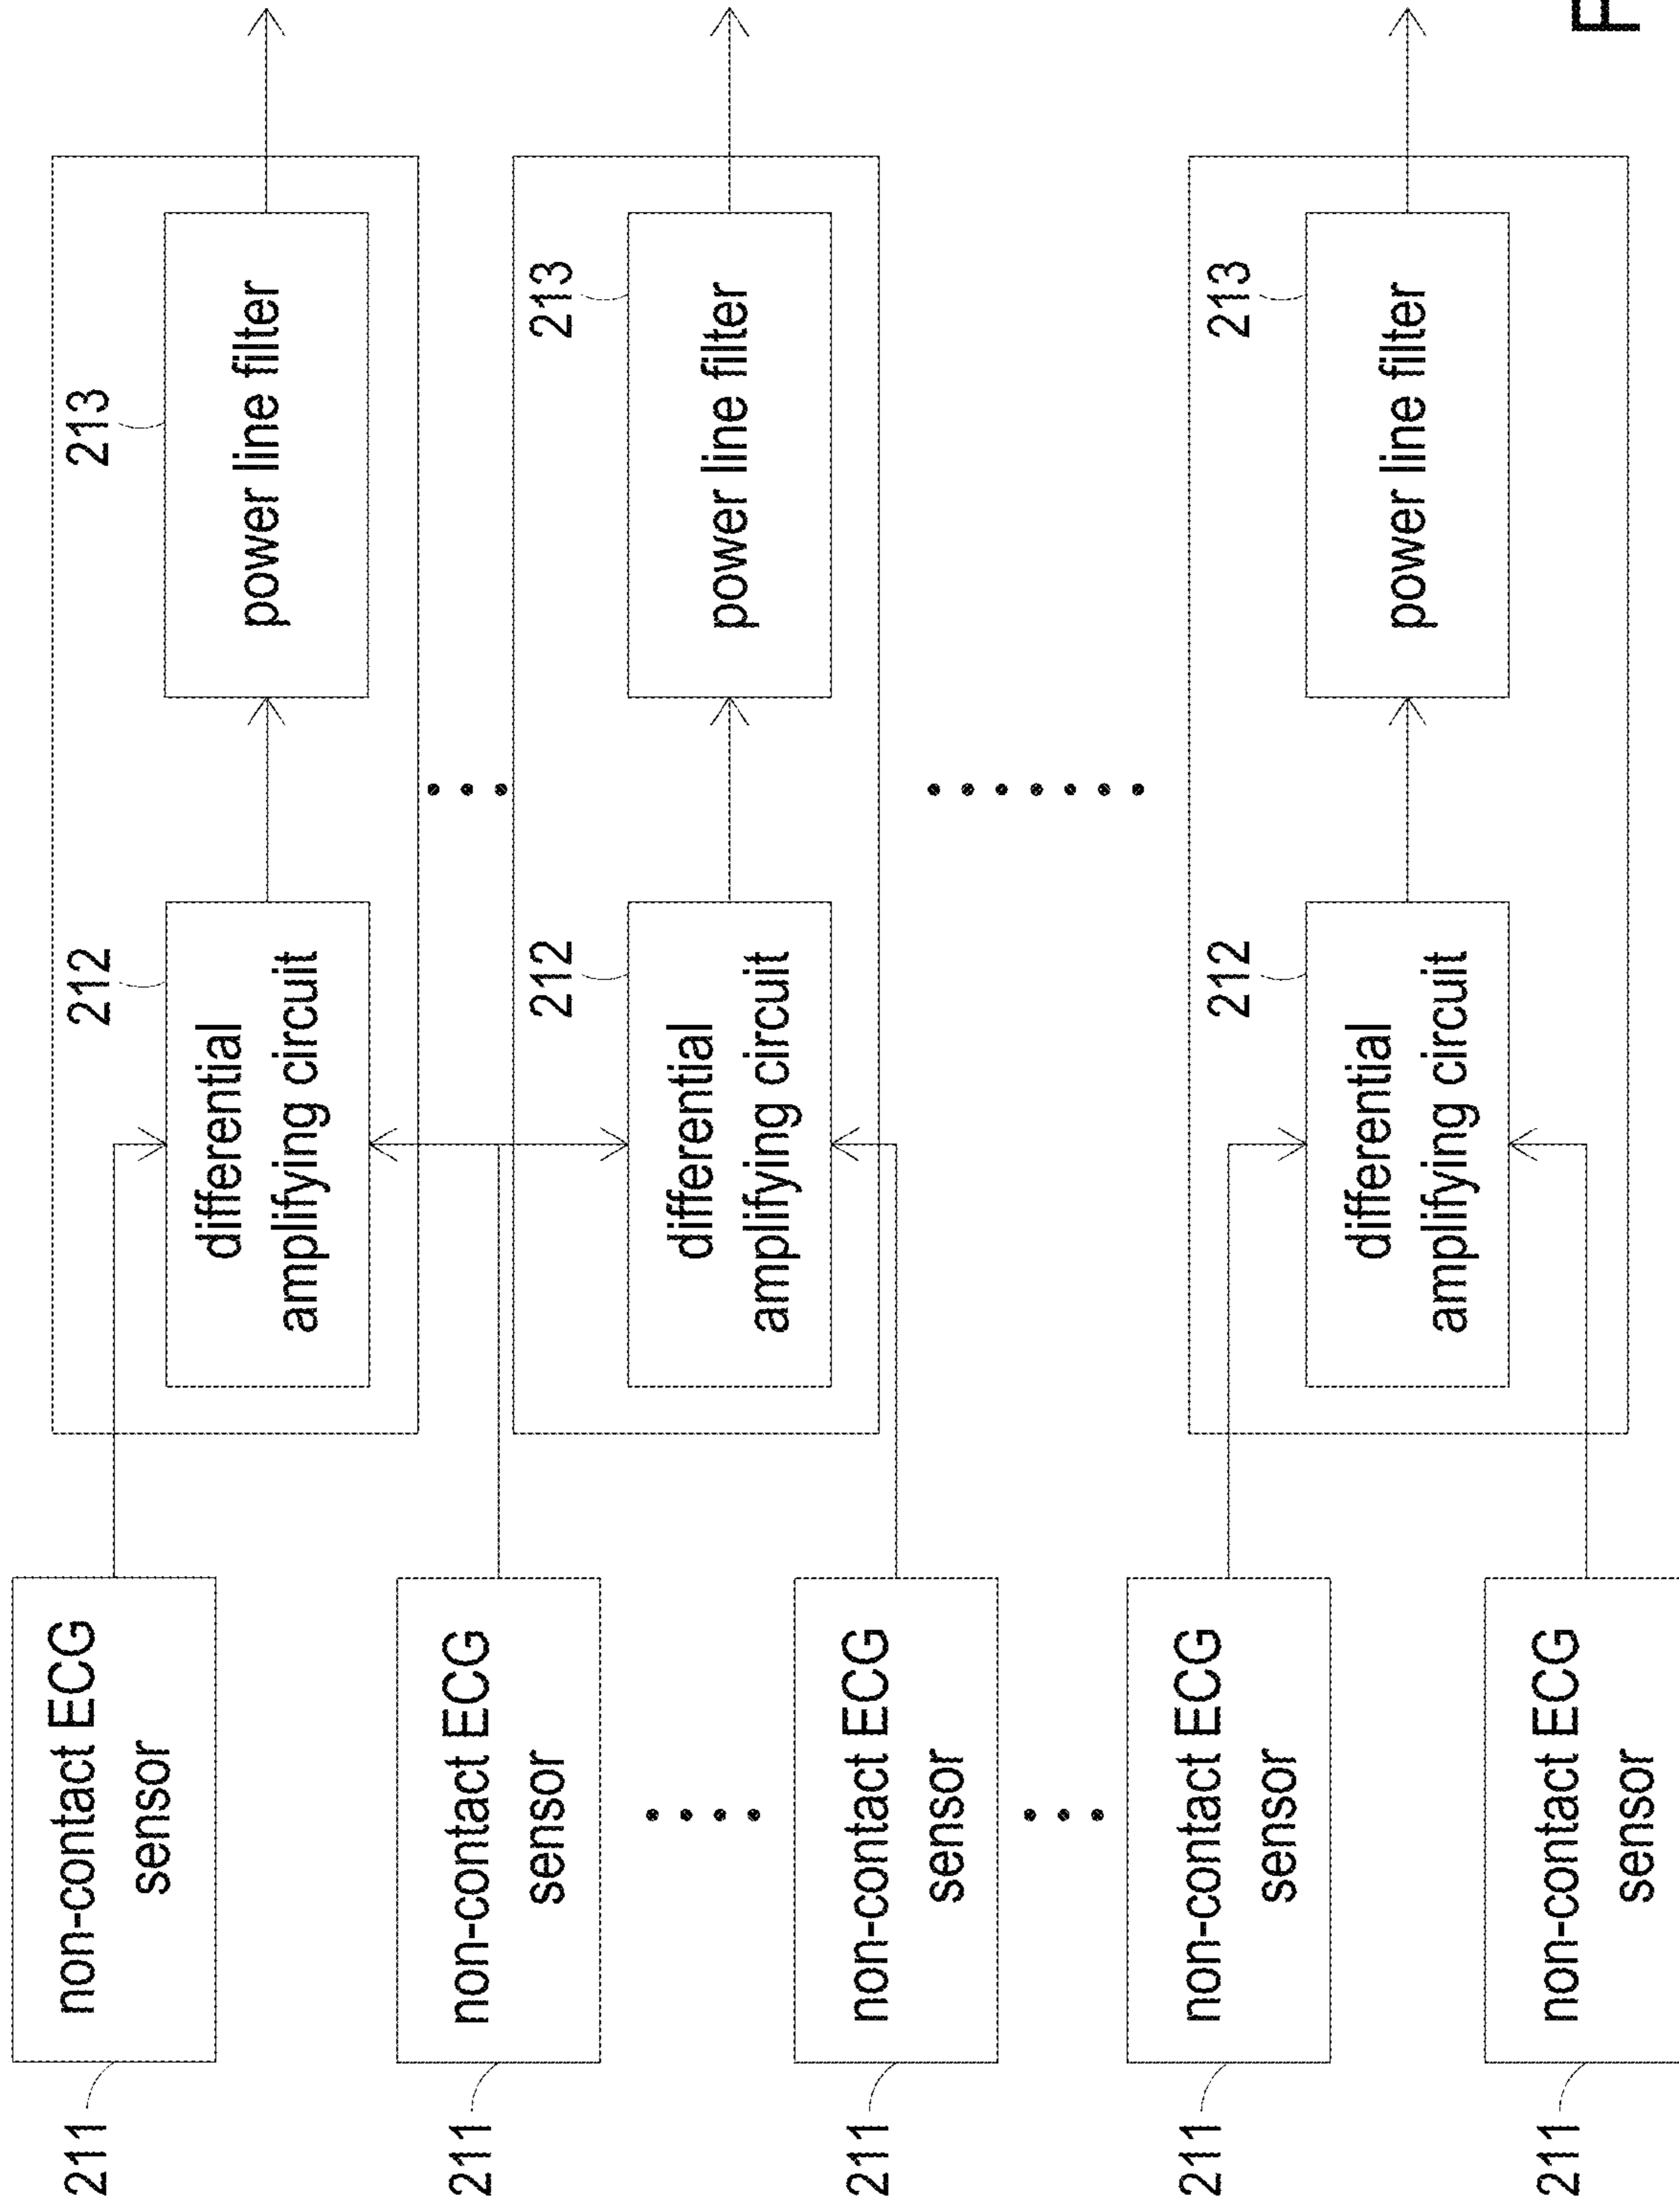 211
non-contact ECG
sensor
212
differential
amplifying circuit
213
power line filter
211
non-contact ECG
sensor
212
differential
amplifying circuit
213
power line filter
211
non-contact ECG
sensor
211
non-contact ECG
sensor
212
differential
amplifying circuit
213
power line filter
211
non-contact ECG
sensor